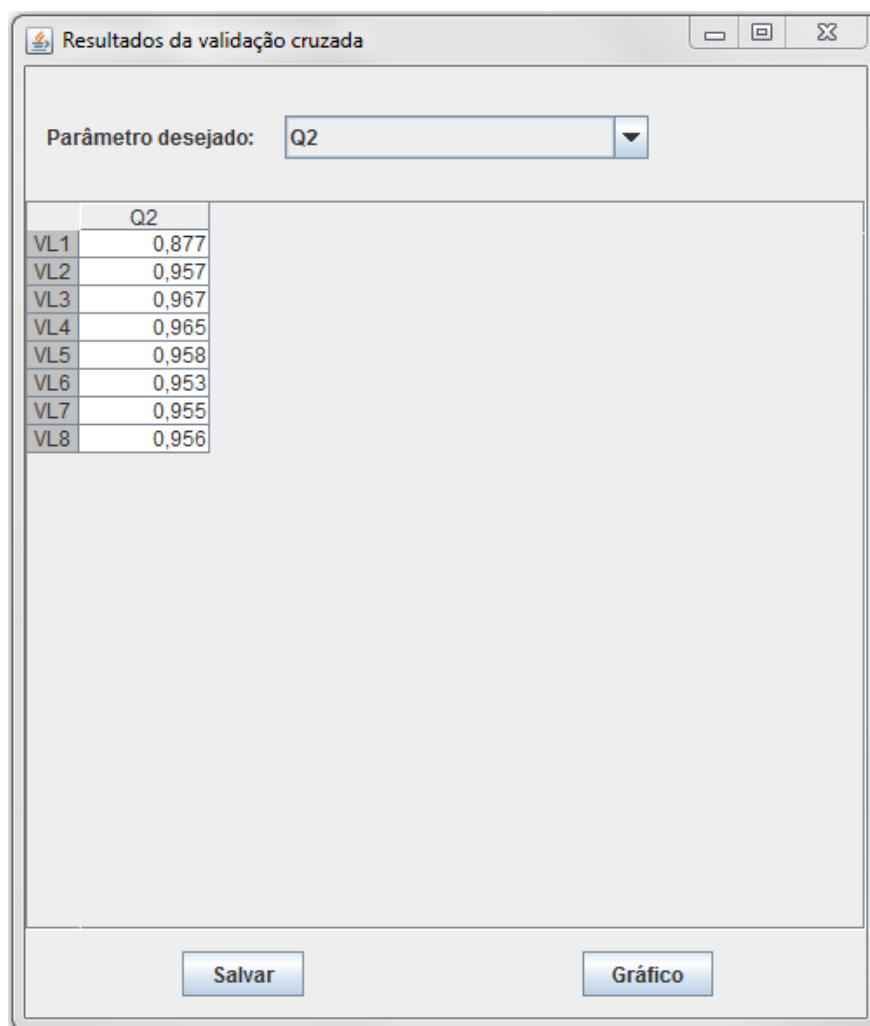 Resultados da validação cruzada
Parâmetro desejado: Q2
Q2
VL1 0,877
VL2 0,957
VL3 0,967
VL4 0,965
VL5 0,958
VL6 0,953
VL7 0,955
VL8 0,956
Salvar Gráfico